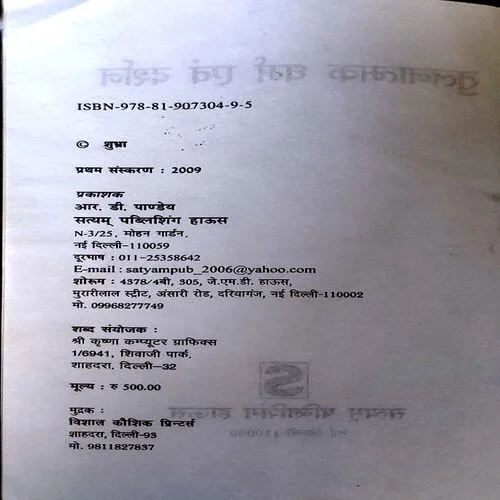 ISBN-978-81-907304-9-5
© शुभ्रा
प्रथम संस्करण : 2009
प्रकाशक
आर. डी. पाण्डेय
सत्यम् पब्लिशिंग हाऊस
N-3/25, मोहन गार्डन,
नई दिल्ली-110059
दूरभाष : 011-25358642
E-mail : satyampub_2006@yahoo.com
शोरूम : 4378/4बी, 305, जे.एम.डी. हाऊस,
मुरारीलाल स्ट्रीट, अंसारी रोड, दरियागंज, नई दिल्ली-110002
मो. 09968277749
शब्द संयोजक :
श्री कृष्णा कम्प्यूटर ग्राफिक्स
1/6941, शिवाजी पार्क,
शाहदरा, दिल्ली-32
मूल्य : रु 500.00
मुद्रक :
विशाल कौशिक प्रिन्टर्स
शाहदरा, दिल्ली-93
मो. 9811827837